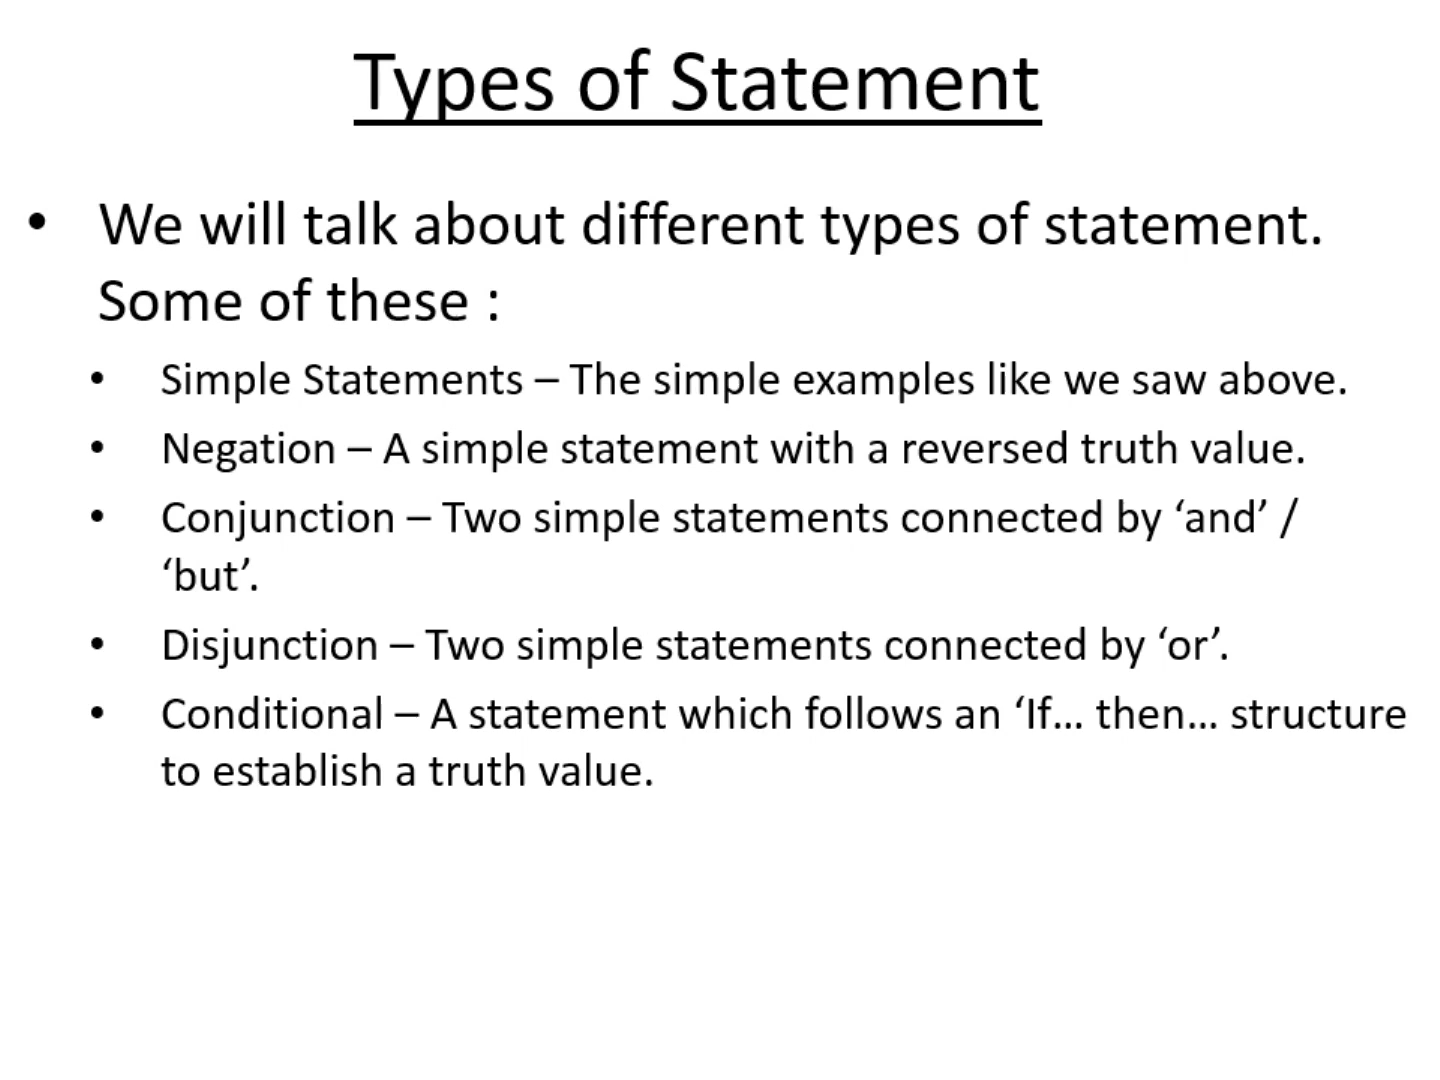 Types of Statement
• We will talk about different types of statement.
Some of these :
• Simple Statements – The simple examples like we saw above.
• Negation – A simple statement with a reversed truth value.
• Conjunction – Two simple statements connected by ‘and’ /
‘but’.
• Disjunction – Two simple statements connected by ‘or’.
• Conditional – A statement which follows an ‘If… then… structure
to establish a truth value.